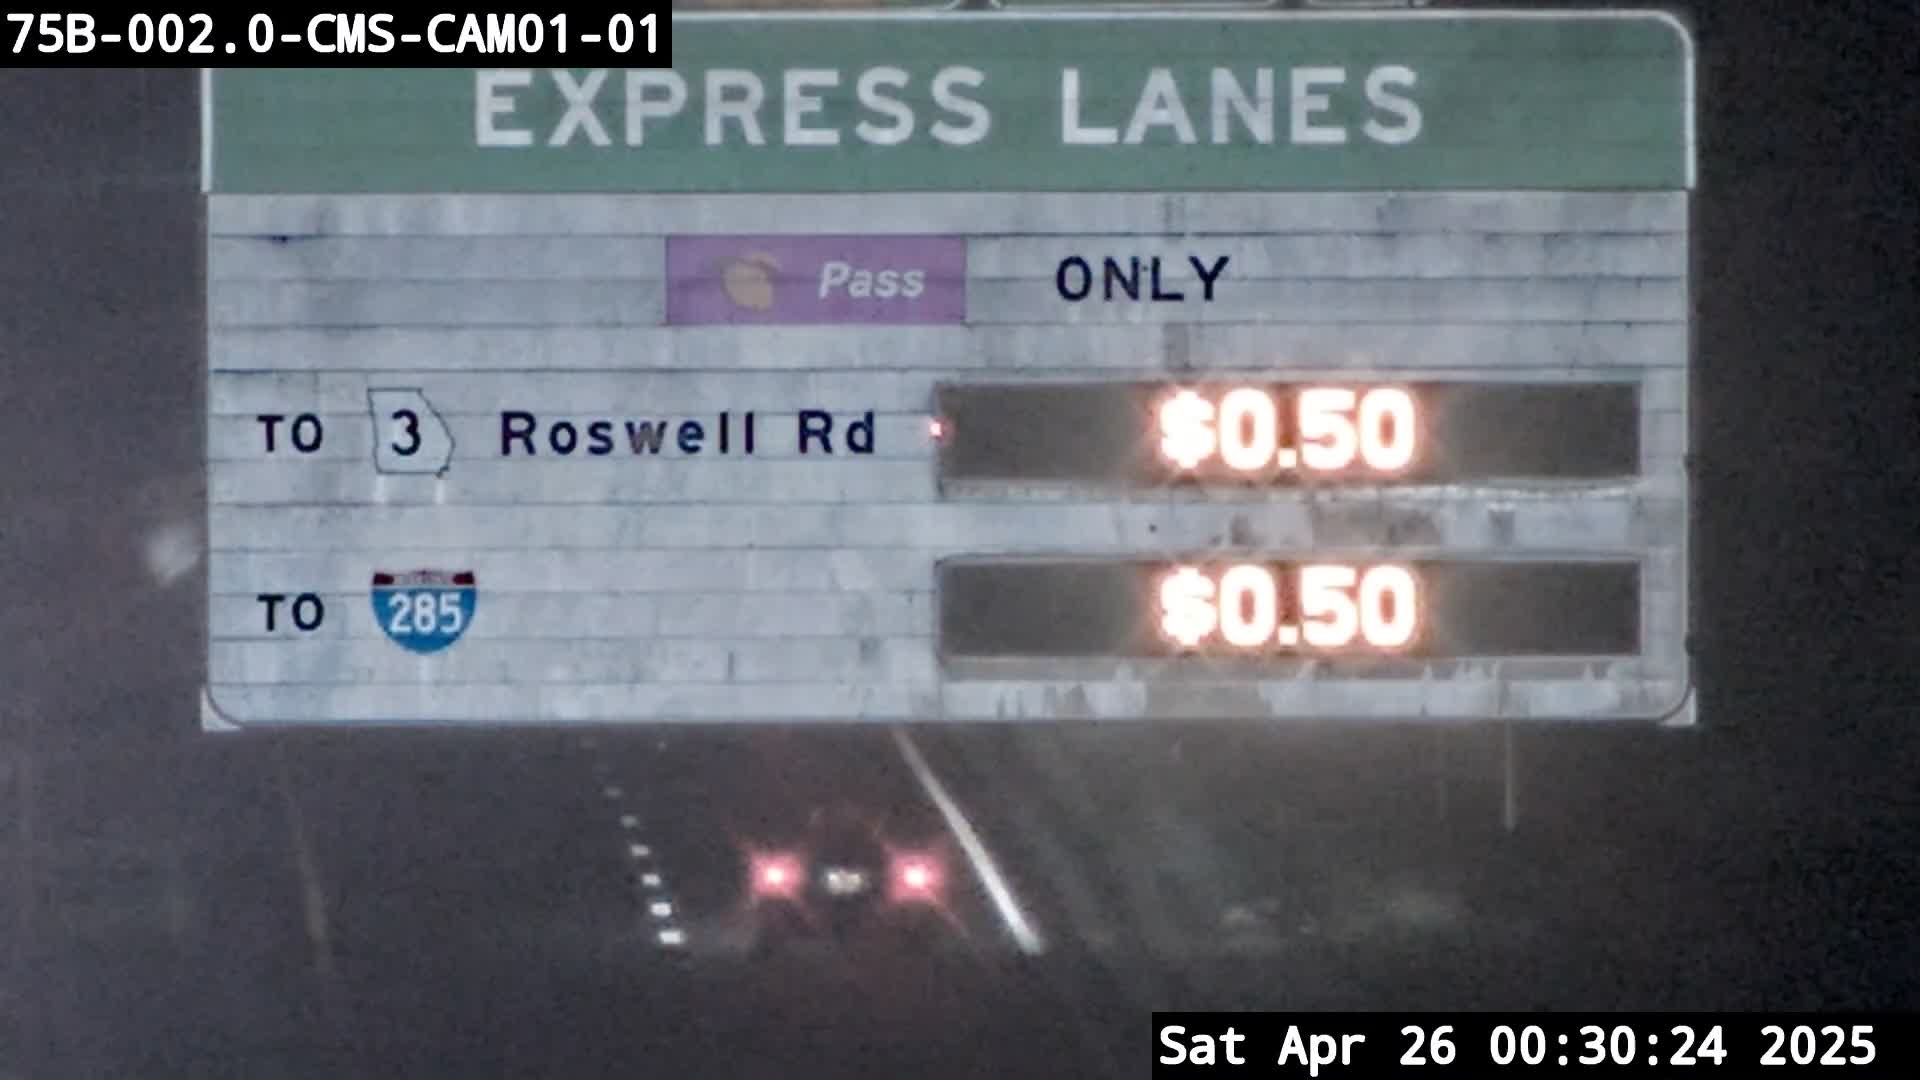 75B-002.0-CMS-CAM01-01
EXPRESS LANES
Pass ONLY
TO 3 Roswell Rd $0.50
TO 285 $0.50
Sat Apr 26 00:30:24 2025